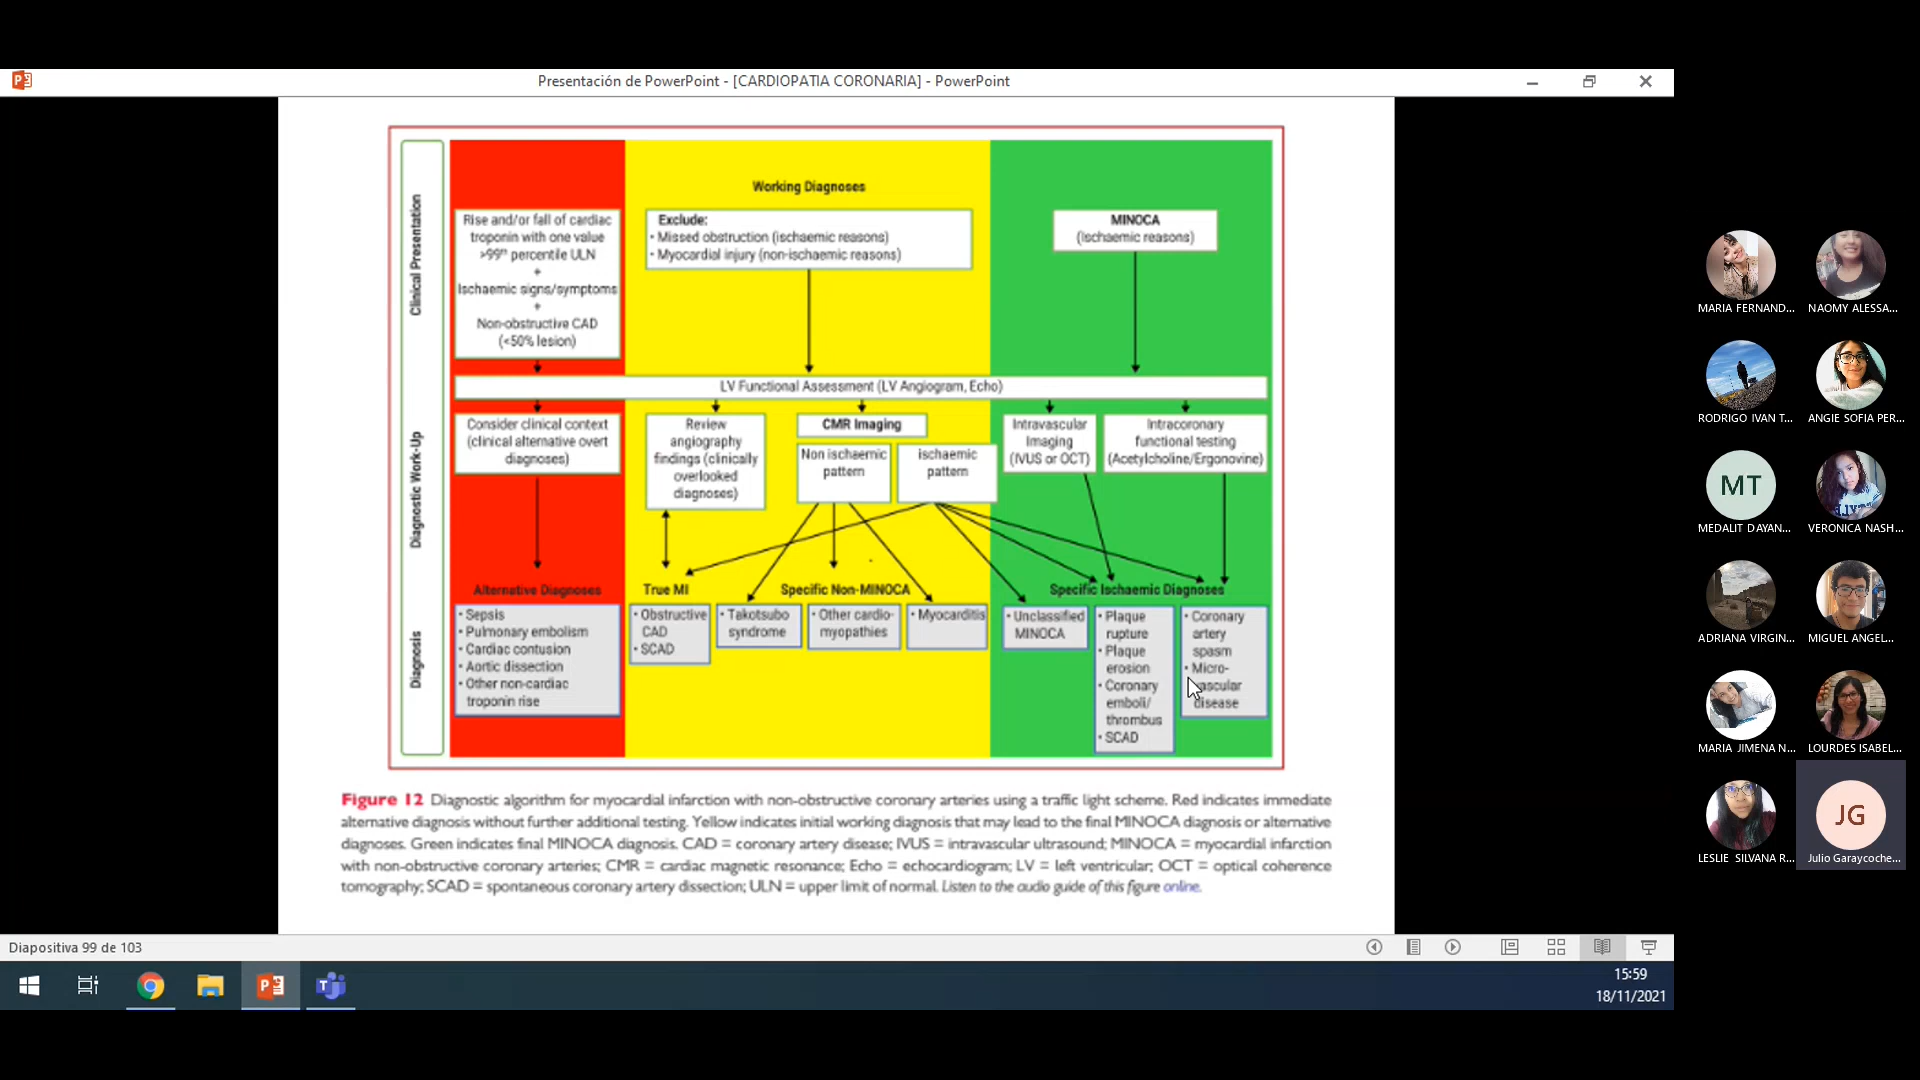 Presentación de PowerPoint - [CARDIOPATIA CORONARIA] - PowerPoint
Clinical Presentation
Rise and/or fall of cardiac
troponin with one value
>99th percentile ULN
+
Ischaemic signs/symptoms
+
Non-obstructive CAD
(<50% lesion)
Working Diagnoses
Exclude:
• Missed obstruction (ischaemic reasons)
• Myocardial injury (non-ischaemic reasons)
MINOCA
(Ischaemic reasons)
LV Functional Assessment (LV Angiogram, Echo)
Diagnostic Work-Up
Consider clinical context
(clinical alternative overt
diagnoses)
Review
angiography
findings (clinically
overlooked
diagnoses)
CMR Imaging
Non ischaemic
pattern
ischaemic
pattern
Intravascular
Imaging
(IVUS or OCT)
Intracoronary
functional testing
(Acetylcholine/Ergonovine)
Diagnosis
Alternative Diagnoses
• Sepsis
• Pulmonary embolism
• Cardiac contusion
• Aortic dissection
• Other non-cardiac
troponin rise
True MI
• Obstructive
CAD
• SCAD
Specific Non-MINOCA
• Takotsubo
syndrome
• Other cardio-
myopathies
• Myocarditis
Specific Ischaemic Diagnoses
• Unclassified
MINOCA
• Plaque
rupture
• Plaque
erosion
• Coronary
emboli/
thrombus
• SCAD
• Coronary
artery
spasm
• Micro-
vascular
disease
Figure 12 Diagnostic algorithm for myocardial infarction with non-obstructive coronary arteries using a traffic light scheme. Red indicates immediate
alternative diagnosis without further additional testing. Yellow indicates initial working diagnosis that may lead to the final MINOCA diagnosis or alternative
diagnoses. Green indicates final MINOCA diagnosis. CAD = coronary artery disease; IVUS = intravascular ultrasound; MINOCA = myocardial infarction
with non-obstructive coronary arteries; CMR = cardiac magnetic resonance; Echo = echocardiogram; LV = left ventricular; OCT = optical coherence
tomography; SCAD = spontaneous coronary artery dissection; ULN = upper limit of normal. Listen to the audio guide of this figure online.
Diapositiva 99 de 103
15:59
18/11/2021
MARIA FERNAND...
NAOMY ALESSA...
RODRIGO IVAN T...
ANGIE SOFIA PER...
MT
MEDALIT DAYAN...
VERONICA NASH...
ADRIANA VIRGIN...
MIGUEL ANGEL...
MARIA JIMENA N...
LOURDES ISABEL...
LESLIE SILVANA R...
JG
Julio Garaycoche...